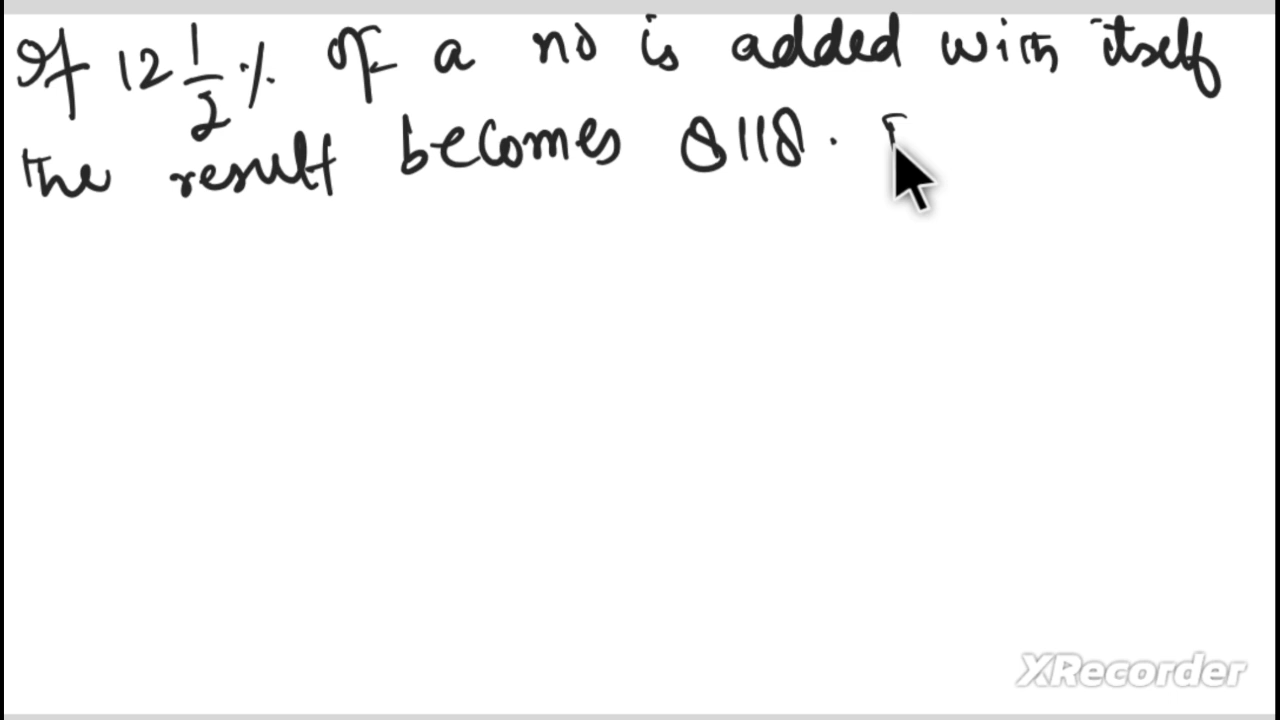 If 12 1/2 % of a no is added with itself
the result becomes 8118.
XRecorder